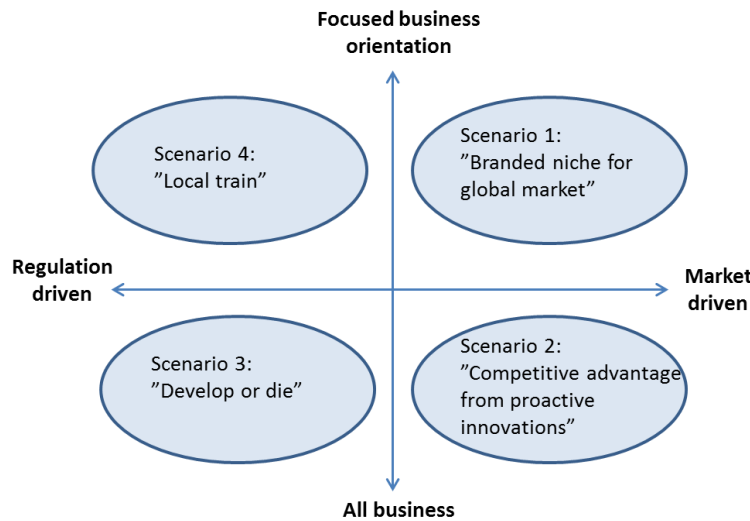 Focused business
orientation
Scenario 4:
”Local train”
Scenario 1:
”Branded niche for
global market”
Regulation
driven
Market
driven
Scenario 3:
”Develop or die”
Scenario 2:
”Competitive advantage
from proactive
innovations”
All business